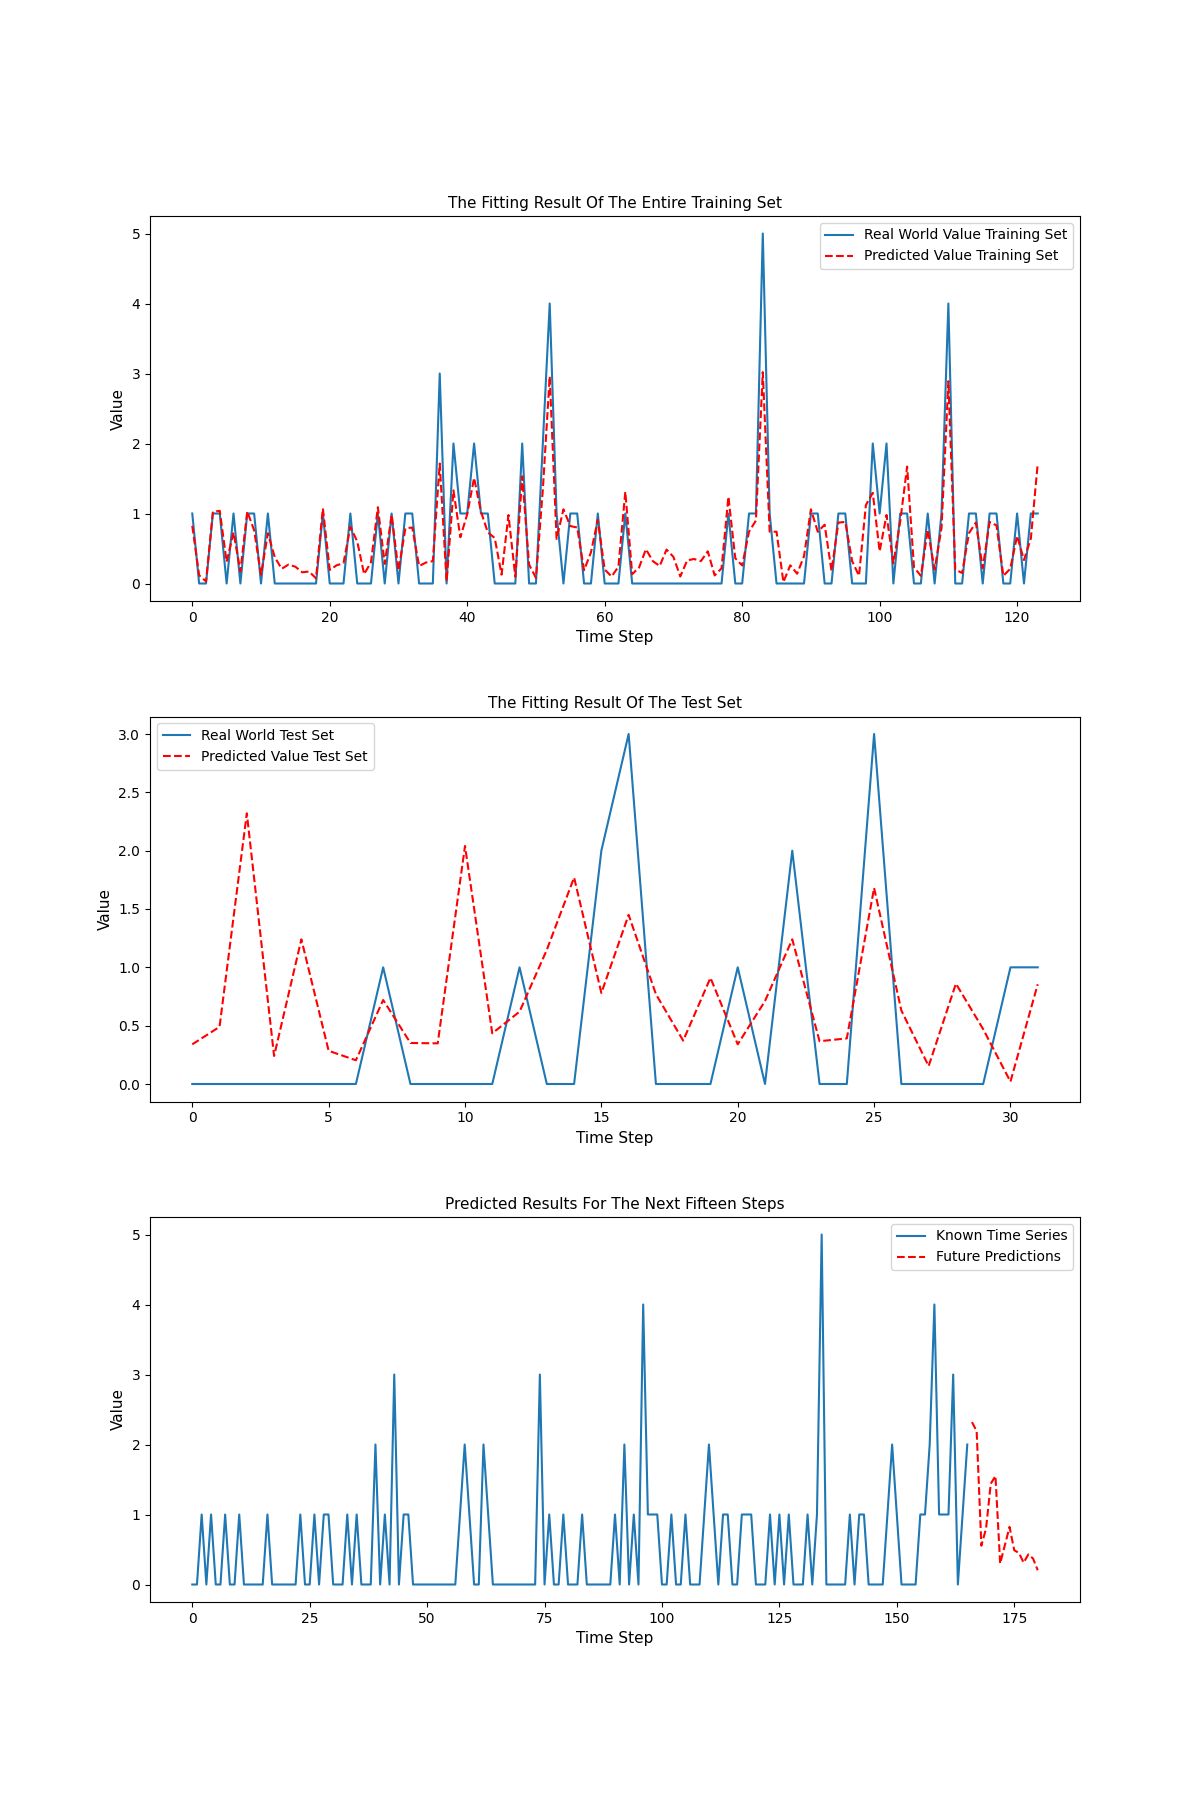 The Fitting Result Of The Entire Training Set
Real World Value Training Set
Predicted Value Training Set
Value
5
4
3
2
1
0
0 20 40 60 80 100 120
Time Step
The Fitting Result Of The Test Set
Real World Test Set
Predicted Value Test Set
Value
3.0
2.5
2.0
1.5
1.0
0.5
0.0
0 5 10 15 20 25 30
Time Step
Predicted Results For The Next Fifteen Steps
Known Time Series
Future Predictions
Value
5
4
3
2
1
0
0 25 50 75 100 125 150 175
Time Step